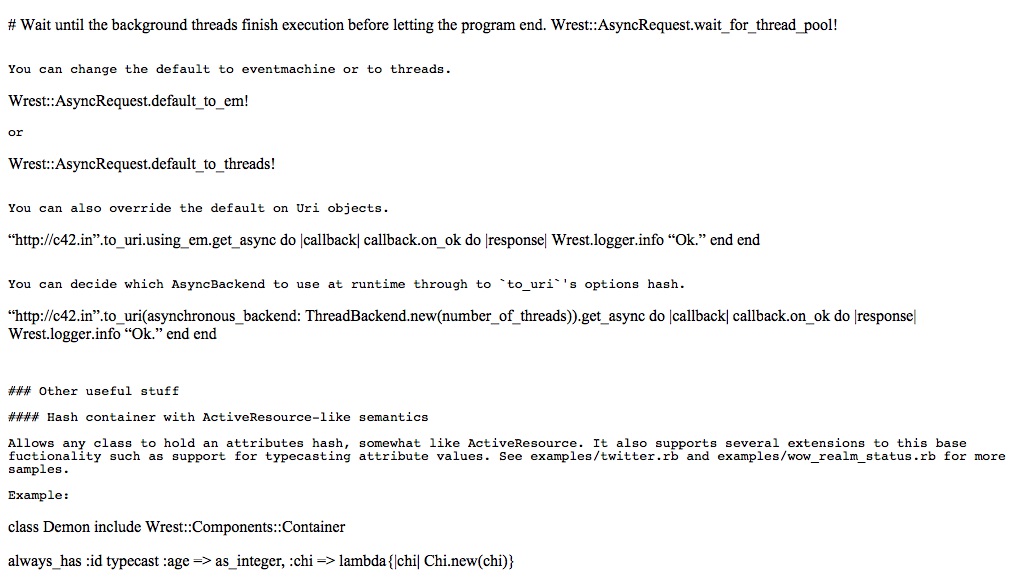 # Wait until the background threads finish execution before letting the program end. Wrest::AsyncRequest.wait_for_thread_pool!
You can change the default to eventmachine or to threads.
Wrest::AsyncRequest.default_to_em!
or
Wrest::AsyncRequest.default_to_threads!
You can also override the default on Uri objects.
“http://c42.in”.to_uri.using_em.get_async do |callback| callback.on_ok do |response| Wrest.logger.info “Ok.” end end
You can decide which AsyncBackend to use at runtime through to `to_uri`'s options hash.
“http://c42.in”.to_uri(asynchronous_backend: ThreadBackend.new(number_of_threads)).get_async do |callback| callback.on_ok do |response|
Wrest.logger.info “Ok.” end end
### Other useful stuff
#### Hash container with ActiveResource-like semantics
Allows any class to hold an attributes hash, somewhat like ActiveResource. It also supports several extensions to this base
fuctionality such as support for typecasting attribute values. See examples/twitter.rb and examples/wow_realm_status.rb for more
samples.
Example:
class Demon include Wrest::Components::Container
always_has :id typecast :age => as_integer, :chi => lambda{|chi| Chi.new(chi)}